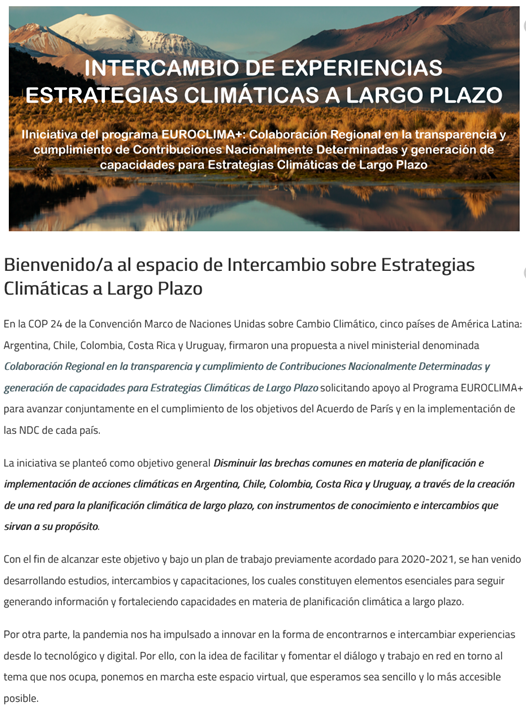 INTERCAMBIO DE EXPERIENCIAS
ESTRATEGIAS CLIMÁTICAS A LARGO PLAZO
IIniciativa del programa EUROCLIMA+: Colaboración Regional en la transparencia y
cumplimiento de Contribuciones Nacionalmente Determinadas y generación de
capacidades para Estrategias Climáticas de Largo Plazo
Bienvenido/a al espacio de Intercambio sobre Estrategias
Climáticas a Largo Plazo
En la COP 24 de la Convención Marco de Naciones Unidas sobre Cambio Climático, cinco países de América Latina:
Argentina, Chile, Colombia, Costa Rica y Uruguay, firmaron una propuesta a nivel ministerial denominada
Colaboración Regional en la transparencia y cumplimiento de Contribuciones Nacionalmente Determinadas y
generación de capacidades para Estrategias Climáticas de Largo Plazo solicitando apoyo al Programa EUROCLIMA+
para avanzar conjuntamente en el cumplimiento de los objetivos del Acuerdo de París y en la implementación de
las NDC de cada país.
La iniciativa se planteó como objetivo general Disminuir las brechas comunes en materia de planificación e
implementación de acciones climáticas en Argentina, Chile, Colombia, Costa Rica y Uruguay, a través de la creación
de una red para la planificación climática de largo plazo, con instrumentos de conocimiento e intercambios que
sirvan a su propósito.
Con el fin de alcanzar este objetivo y bajo un plan de trabajo previamente acordado para 2020-2021, se han venido
desarrollando estudios, intercambios y capacitaciones, los cuales constituyen elementos esenciales para seguir
generando información y fortaleciendo capacidades en materia de planificación climática a largo plazo.
Por otra parte, la pandemia nos ha impulsado a innovar en la forma de encontrarnos e intercambiar experiencias
desde lo tecnológico y digital. Por ello, con la idea de facilitar y fomentar el diálogo y trabajo en red en torno al
tema que nos ocupa, ponemos en marcha este espacio virtual, que esperamos sea sencillo y lo más accesible
posible.